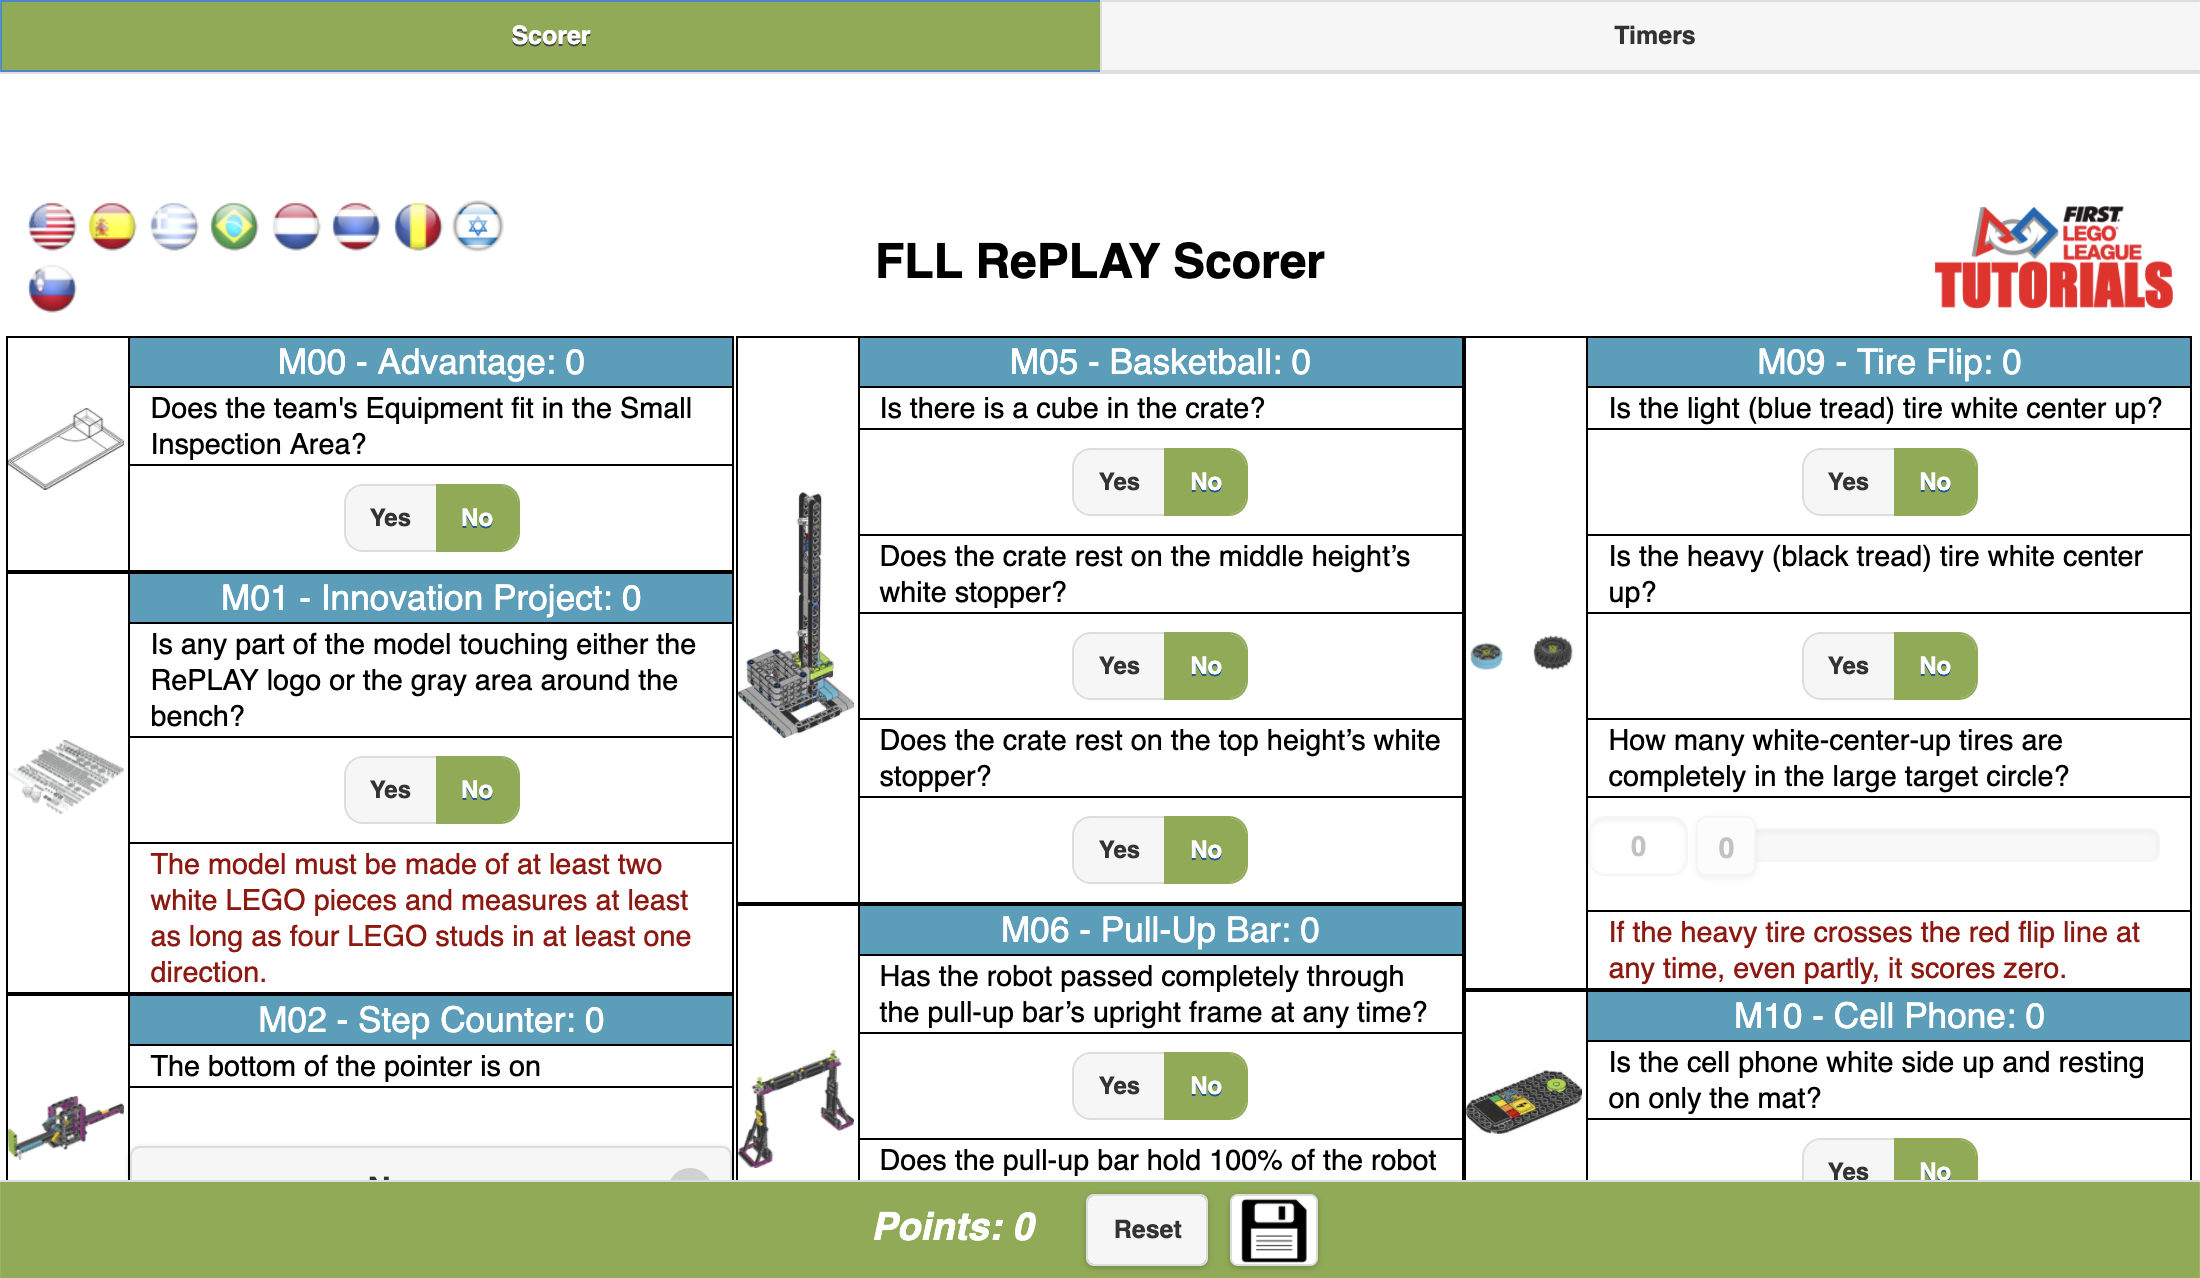 Scorer
Timers
FLL RePLAY Scorer
FIRST
LEGO
LEAGUE
TUTORIALS
M00 - Advantage: 0
Does the team's Equipment fit in the Small
Inspection Area?
Yes No
M01 - Innovation Project: 0
Is any part of the model touching either the
RePLAY logo or the gray area around the
bench?
Yes No
The model must be made of at least two
white LEGO pieces and measures at least
as long as four LEGO studs in at least one
direction.
M02 - Step Counter: 0
The bottom of the pointer is on
M05 - Basketball: 0
Is there is a cube in the crate?
Yes No
Does the crate rest on the middle height’s
white stopper?
Yes No
Does the crate rest on the top height’s white
stopper?
Yes No
M06 - Pull-Up Bar: 0
Has the robot passed completely through
the pull-up bar’s upright frame at any time?
Yes No
Does the pull-up bar hold 100% of the robot
M09 - Tire Flip: 0
Is the light (blue tread) tire white center up?
Yes No
Is the heavy (black tread) tire white center
up?
Yes No
How many white-center-up tires are
completely in the large target circle?
0 0
If the heavy tire crosses the red flip line at
any time, even partly, it scores zero.
M10 - Cell Phone: 0
Is the cell phone white side up and resting
on only the mat?
Yes No
Points: 0
Reset